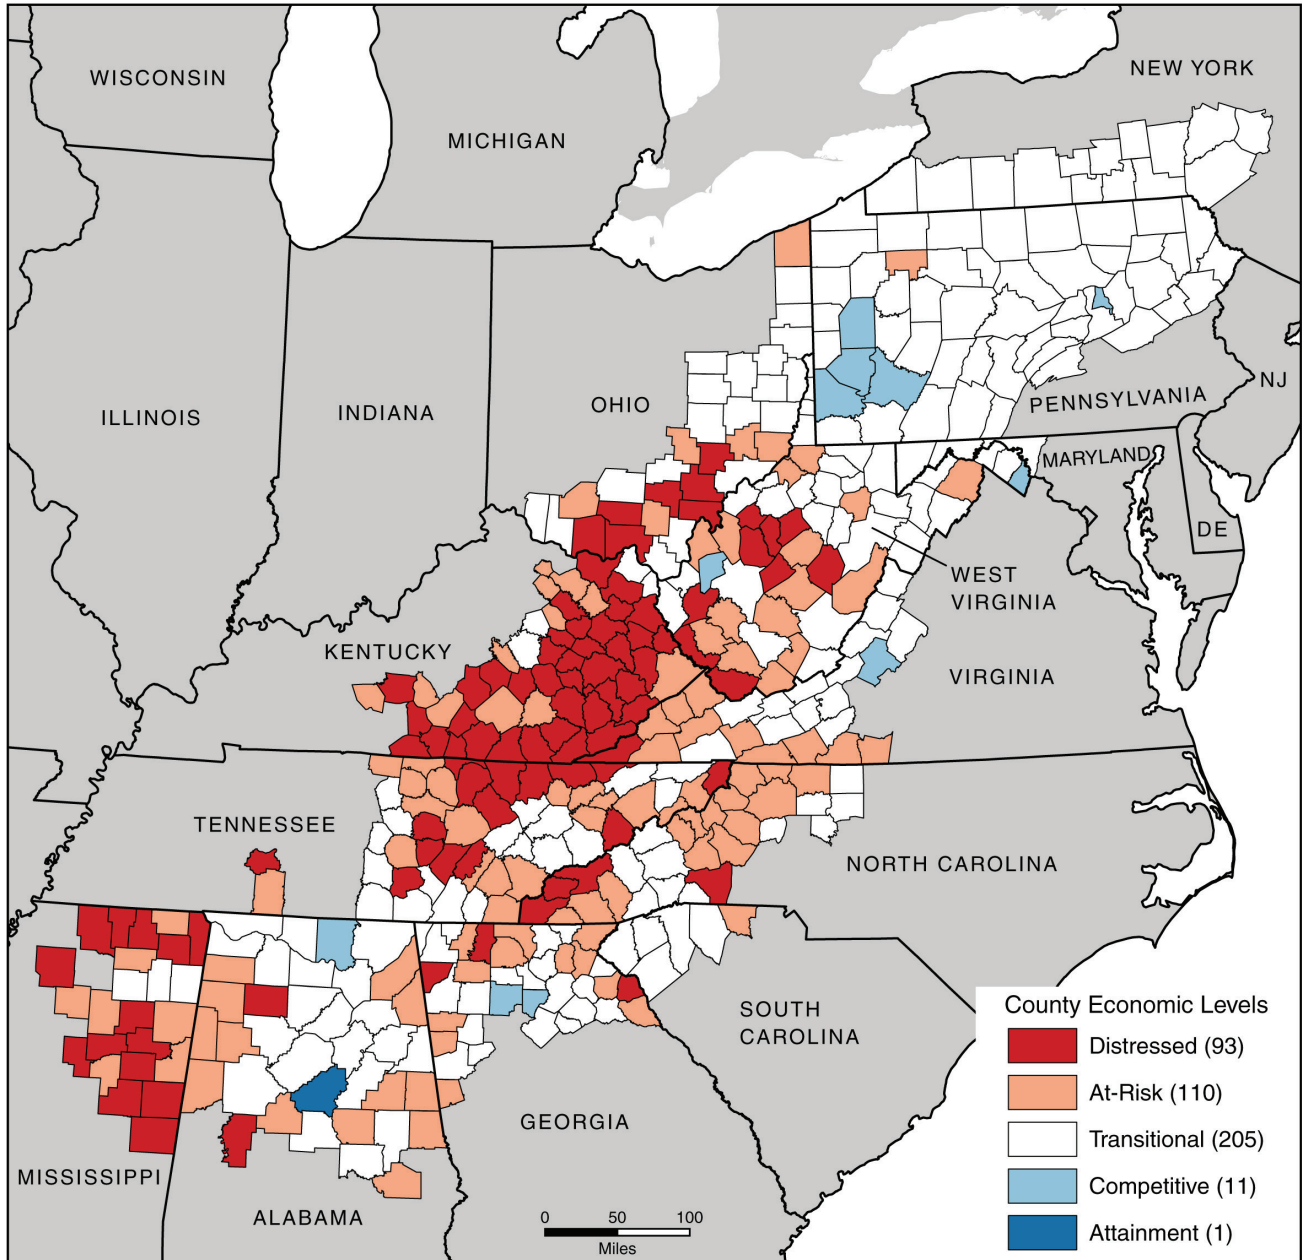 WISCONSIN
NEW YORK
MICHIGAN
ILLINOIS
INDIANA
OHIO
PENNSYLVANIA
NJ
MARYLAND
DE
WEST
VIRGINIA
KENTUCKY
VIRGINIA
TENNESSEE
NORTH CAROLINA
SOUTH
CAROLINA
GEORGIA
MISSISSIPPI
ALABAMA
0 50 100
Miles
County Economic Levels
Distressed (93)
At-Risk (110)
Transitional (205)
Competitive (11)
Attainment (1)